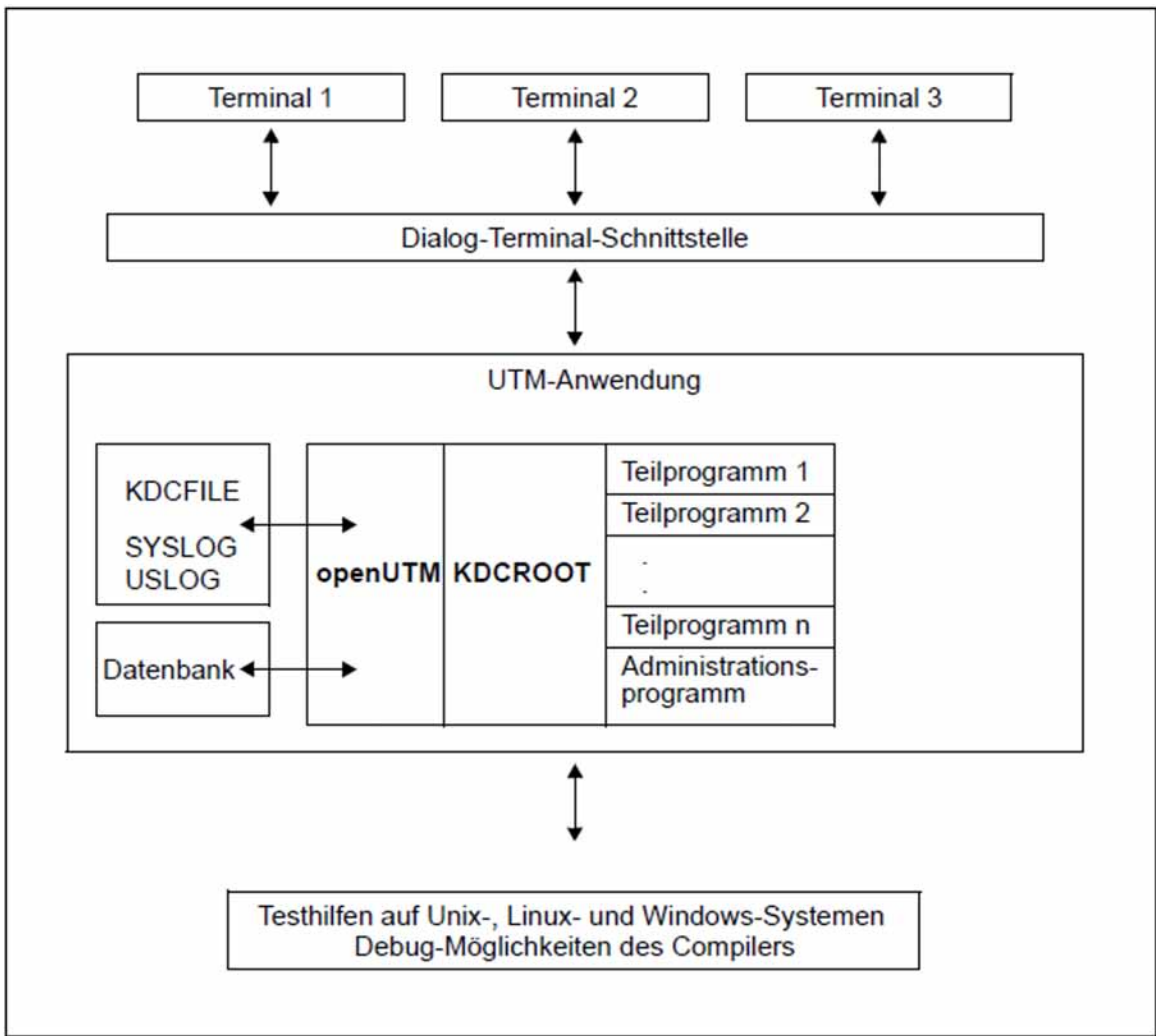 Terminal 1
Terminal 2
Terminal 3
Dialog-Terminal-Schnittstelle
UTM-Anwendung
KDCFILE
SYSLOG
USLOG
Datenbank
openUTM
KDCROOT
Teilprogramm 1
Teilprogramm 2
.
.
Teilprogramm n
Administrations-
programm
Testhilfen auf Unix-, Linux- und Windows-Systemen
Debug-Möglichkeiten des Compilers